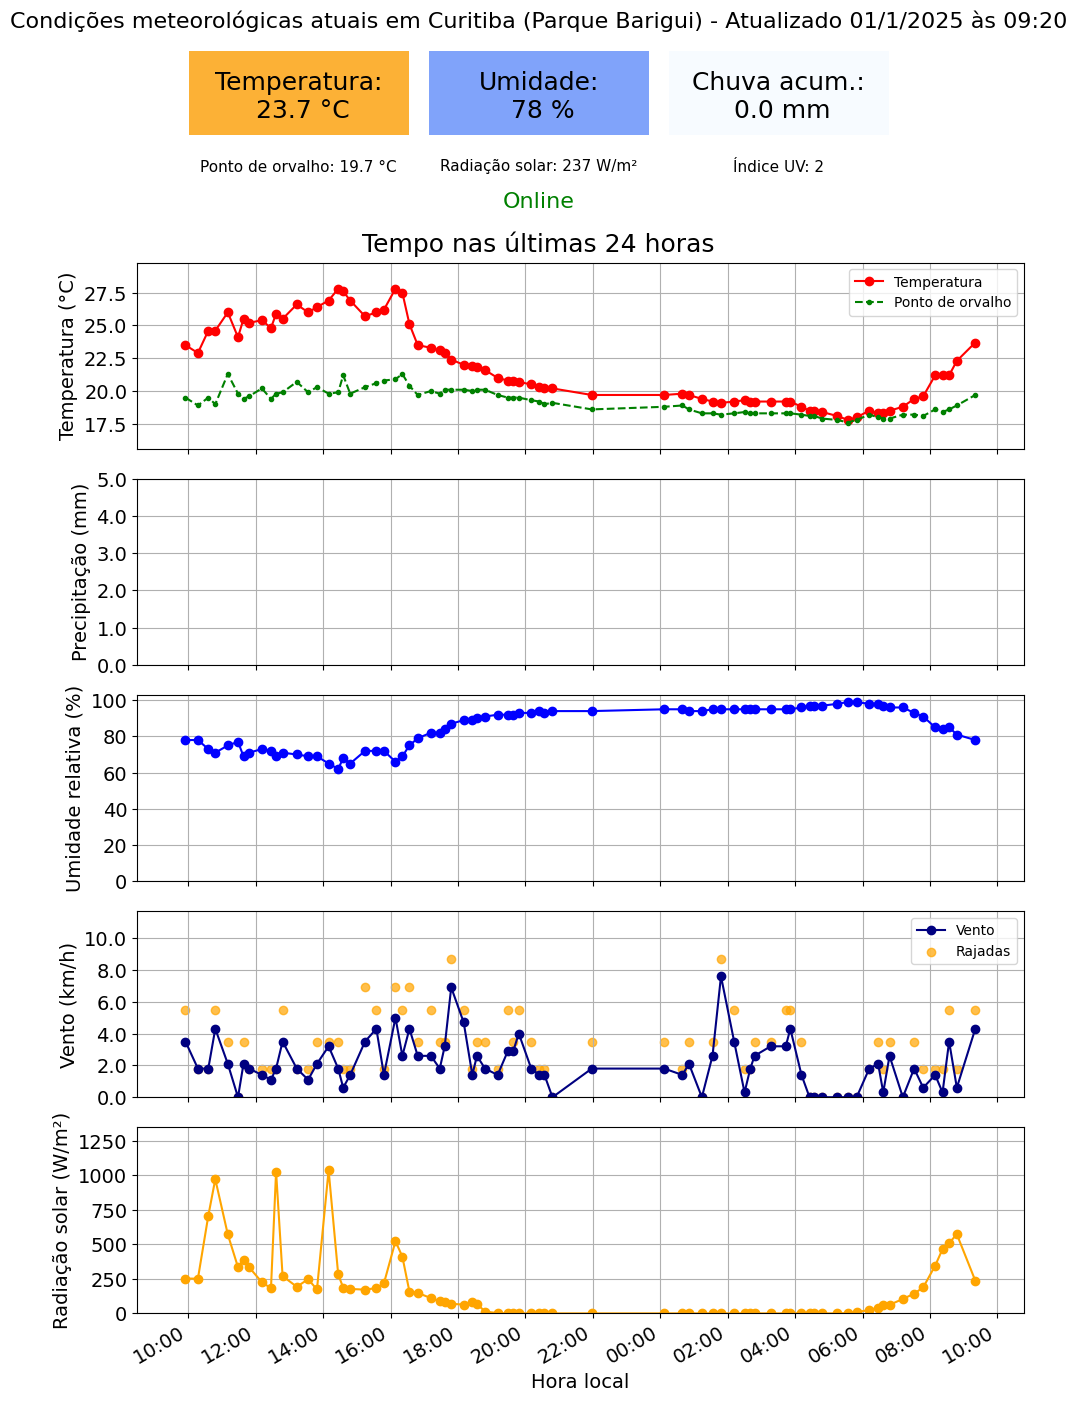 Condições meteorológicas atuais em Curitiba (Parque Barigui) - Atualizado 01/1/2025 às 09:20
Temperatura:
23.7 °C
Umidade:
78 %
Chuva acum.:
0.0 mm
Ponto de orvalho: 19.7 °C
Radiação solar: 237 W/m²
Índice UV: 2
Online
Tempo nas últimas 24 horas
Temperatura (°C)
27.5
25.0
22.5
20.0
17.5
Temperatura
Ponto de orvalho
Precipitação (mm)
5.0
4.0
3.0
2.0
1.0
0.0
Umidade relativa (%)
100
80
60
40
20
0
Vento (km/h)
10.0
8.0
6.0
4.0
2.0
0.0
Vento
Rajadas
Radiação solar (W/m²)
1250
1000
750
500
250
0
10:00
12:00
14:00
16:00
18:00
20:00
22:00
00:00
02:00
04:00
06:00
08:00
10:00
Hora local